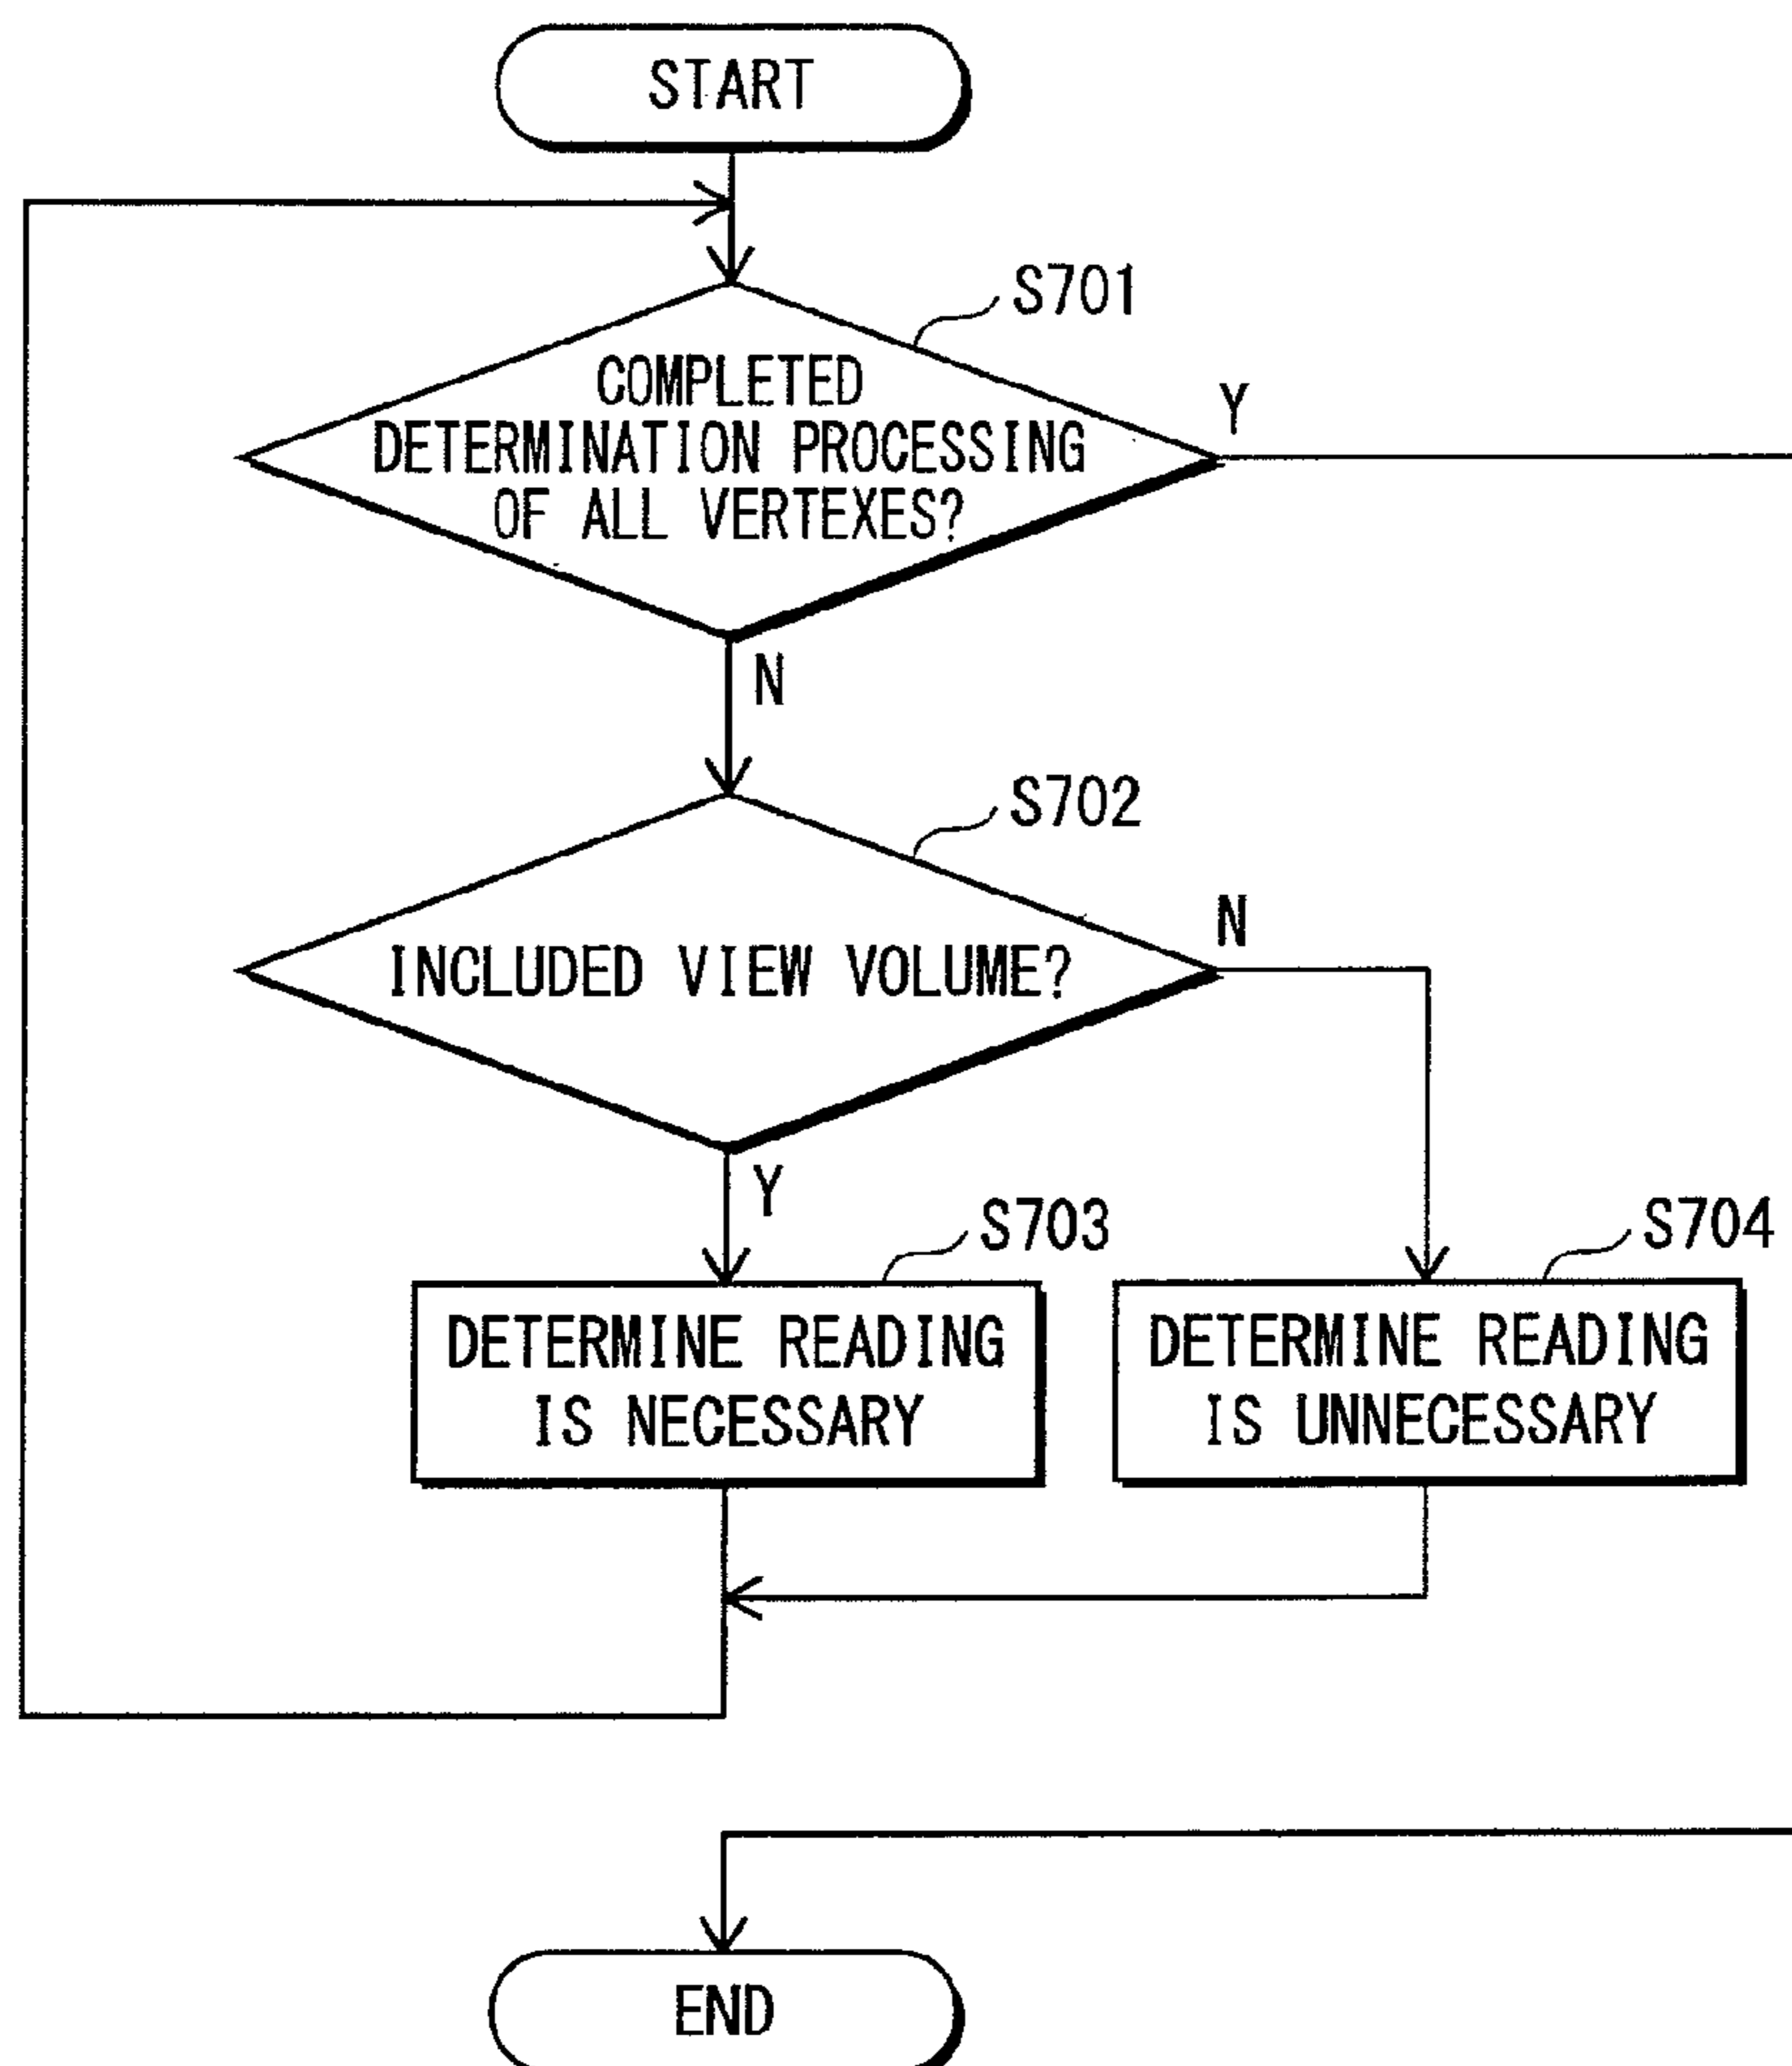 START
S701
COMPLETED
DETERMINATION PROCESSING
OF ALL VERTEXES?
Y
N
S702
INCLUDED VIEW VOLUME?
N
Y
S703
DETERMINE READING
IS NECESSARY
S704
DETERMINE READING
IS UNNECESSARY
END